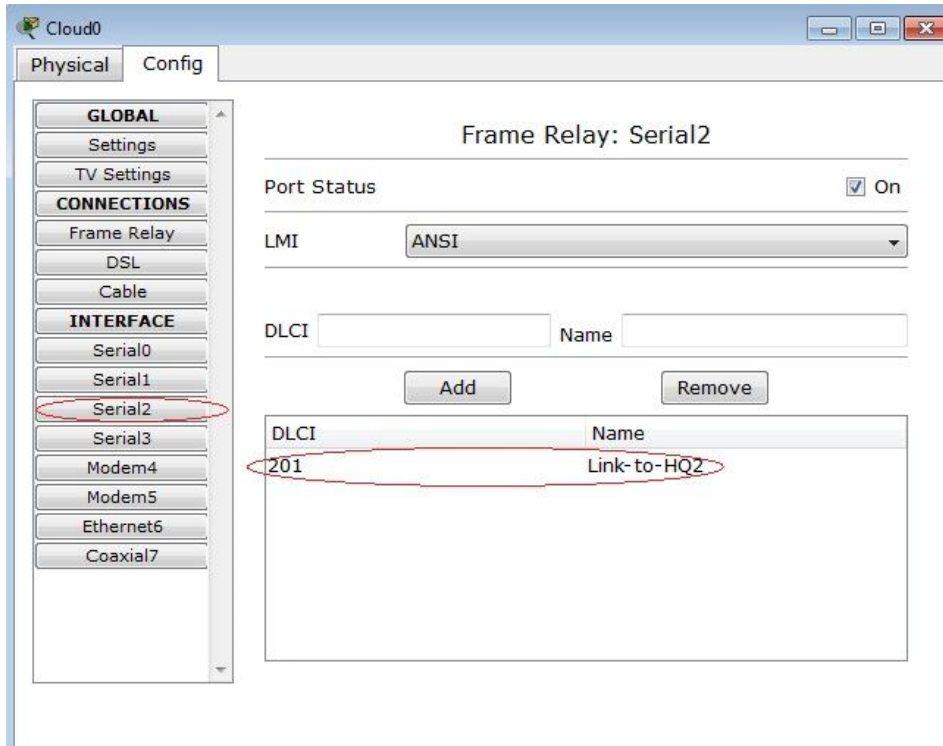 Cloud0
Physical Config
GLOBAL
Settings
TV Settings
CONNECTIONS
Frame Relay
DSL
Cable
INTERFACE
Serial0
Serial1
Serial2
Serial3
Modem4
Modem5
Ethernet6
Coaxial7
Frame Relay: Serial2
Port Status On
LMI ANSI
DLCI Name
Add Remove
DLCI Name
201 Link-to-HQ2